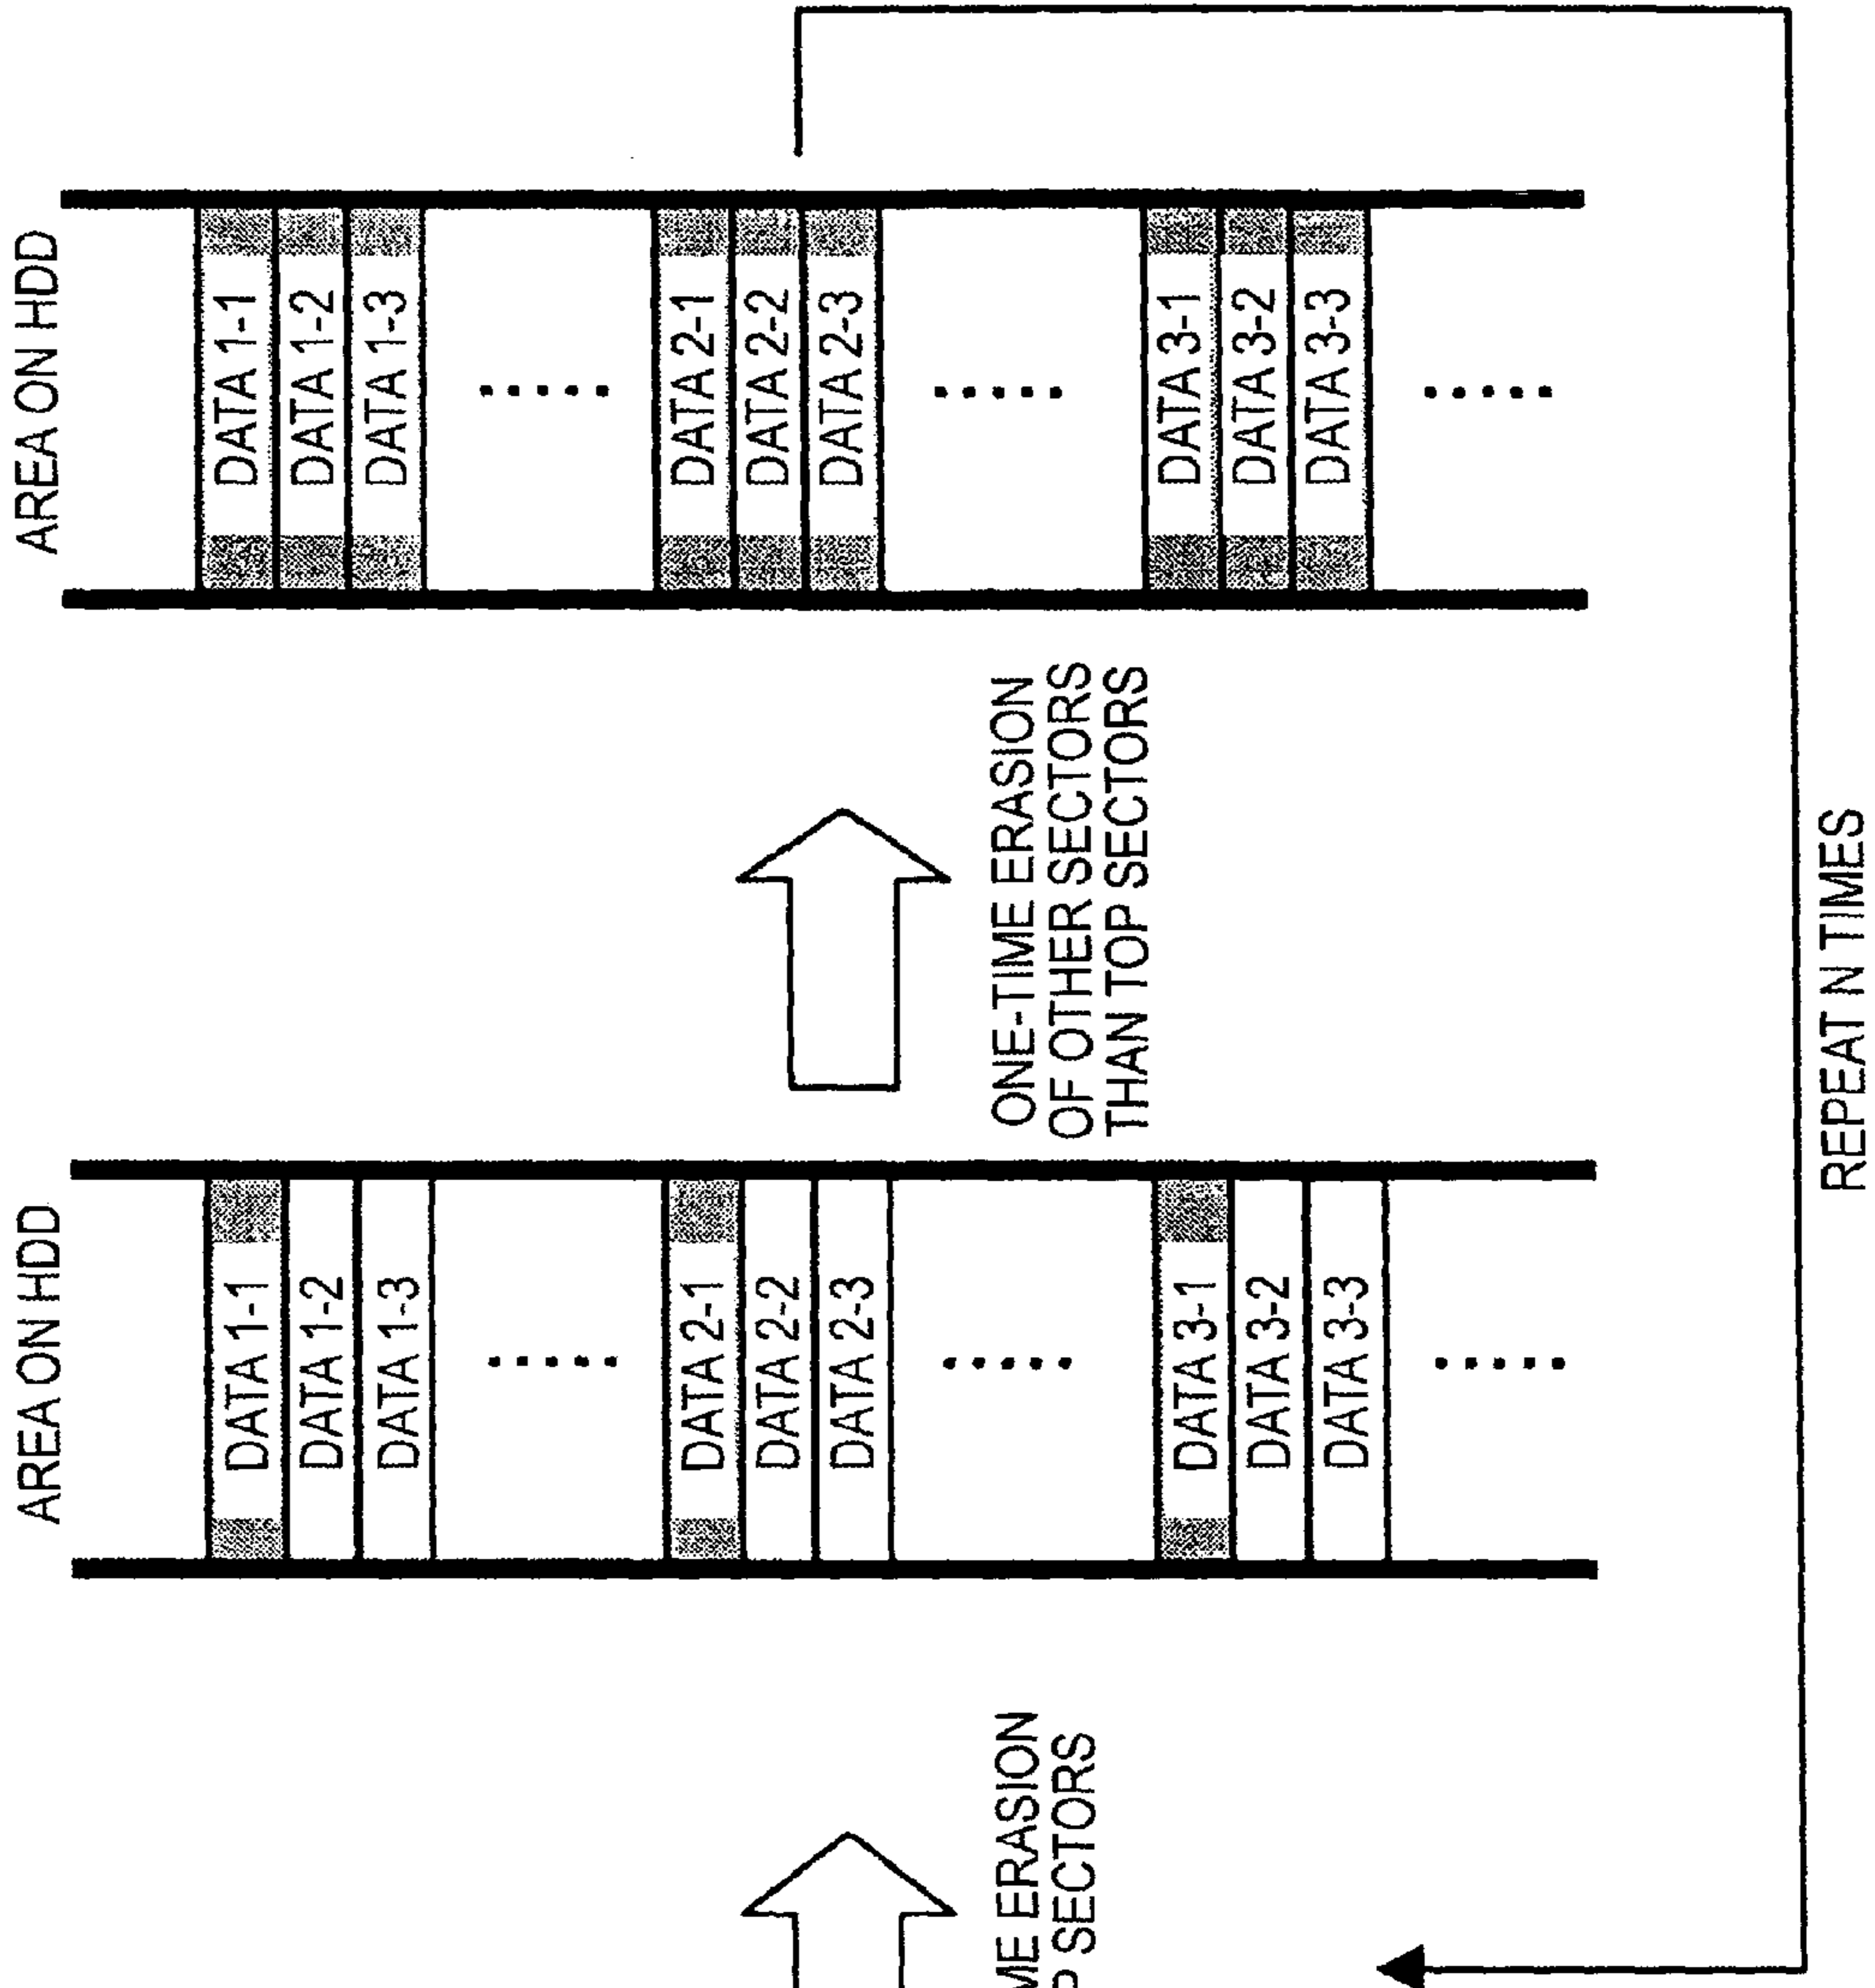 AREA ON HDD
DATA 1-1
DATA 1-2
DATA 1-3
.....
DATA 2-1
DATA 2-2
DATA 2-3
.....
DATA 3-1
DATA 3-2
DATA 3-3
.....
ME ERASION
P SECTORS
AREA ON HDD
DATA 1-1
DATA 1-2
DATA 1-3
.....
DATA 2-1
DATA 2-2
DATA 2-3
.....
DATA 3-1
DATA 3-2
DATA 3-3
.....
ONE-TIME ERASION
OF OTHER SECTORS
THAN TOP SECTORS
REPEAT N TIMES